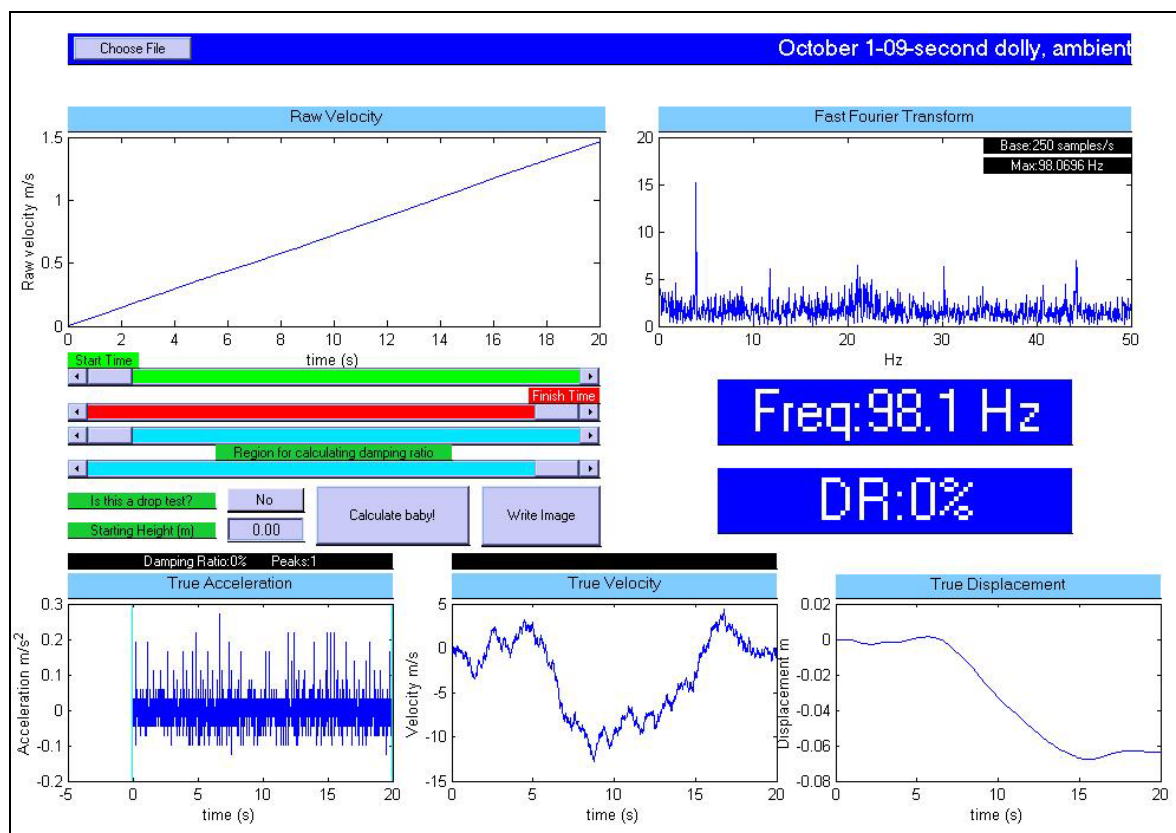 Choose File
October 1-09-second dolly, ambient
Raw Velocity
1.5
1
0.5
0
Raw velocity m/s
0 2 4 6 8 10 12 14 16 18 20
time (s)
Fast Fourier Transform
Base:250 samples/s
Max:98.0696 Hz
20
15
10
5
0
0 10 20 30 40 50
Hz
Start Time
Finish Time
Region for calculating damping ratio
Is this a drop test?
No
Starting Height (m)
0.00
Calculate baby!
Write Image
Freq:98.1 Hz
DR:0%
Damping Ratio:0% Peaks:1
True Acceleration
0.3
0.2
0.1
0
-0.1
-0.2
Acceleration m/s²
-5 0 5 10 15 20
time (s)
True Velocity
5
0
-5
-10
-15
Velocity m/s
0 5 10 15 20
time (s)
True Displacement
0.02
0
-0.02
-0.04
-0.06
-0.08
Displacement m
0 5 10 15 20
time (s)